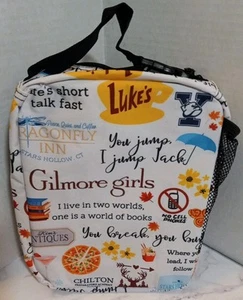 life's short
talk fast
LUKE'S
Y
DRAGONFLY
INN
STARS HOLLOW, CT
You jump,
I jump Jack!
Gilmore girls
NO CELL
PHONES
I live in two worlds,
one is a world of books
ANTIQUES
You break, you buy
Where you
lead, I will
follow
CHILTON